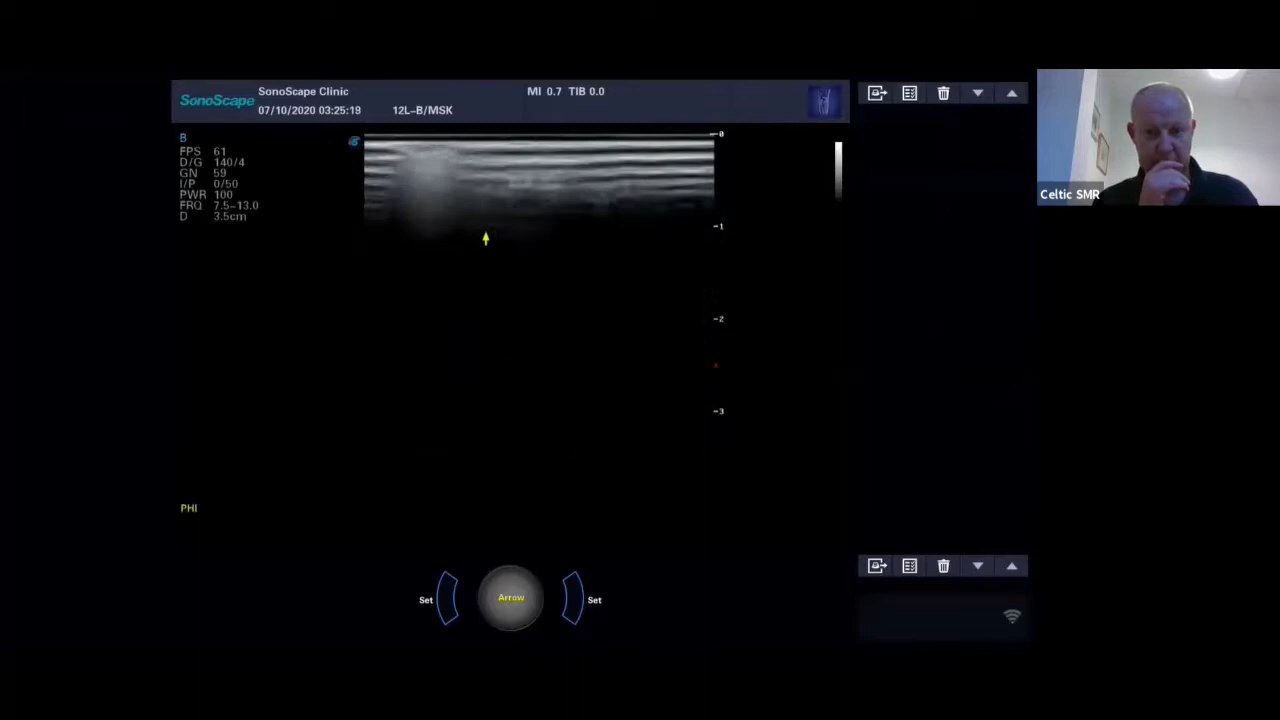 SonoScape
SonoScape Clinic
07/10/2020 03:25:19
12L-B/MSK
MI 0.7 TIB 0.0
B
FPS 61
D/G 140/4
GN 59
I/P 0/50
PWR 100
FRQ 7.5-13.0
D 3.5cm
0
1
2
3
PHI
Set
Arrow
Set
Celtic SMR